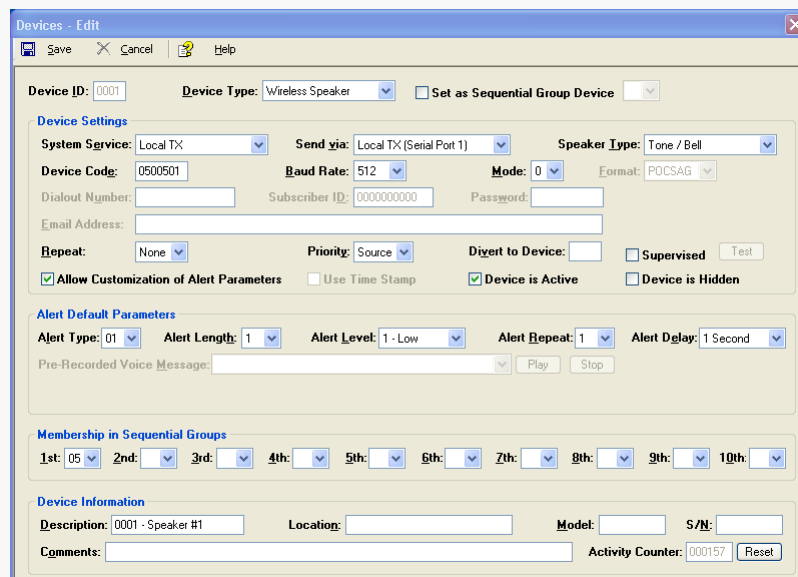 Devices - Edit
Save Cancel Help
Device ID: 0001 Device Type: Wireless Speaker Set as Sequential Group Device
Device Settings
System Service: Local TX Send via: Local TX (Serial Port 1) Speaker Type: Tone / Bell
Device Code: 0500501 Baud Rate: 512 Mode: 0 Format: POCSAG
Dialout Number: Subscriber ID: 0000000000 Password:
Email Address:
Repeat: None Priority: Source Divert to Device: Supervised Test
Allow Customization of Alert Parameters Use Time Stamp Device is Active Device is Hidden
Alert Default Parameters
Alert Type: 01 Alert Length: 1 Alert Level: 1 - Low Alert Repeat: 1 Alert Delay: 1 Second
Pre-Recorded Voice Message: Play Stop
Membership in Sequential Groups
1st: 05 2nd: 3rd: 4th: 5th: 6th: 7th: 8th: 9th: 10th:
Device Information
Description: 0001 - Speaker #1 Location: Model: S/N:
Comments: Activity Counter: 000157 Reset